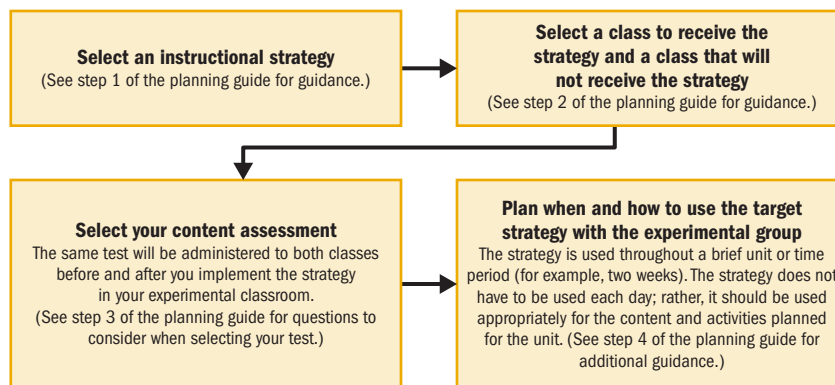 Select an instructional strategy
(See step 1 of the planning guide for guidance.)
Select a class to receive the
strategy and a class that will
not receive the strategy
(See step 2 of the planning guide for guidance.)
Select your content assessment
The same test will be administered to both classes
before and after you implement the strategy
in your experimental classroom.
(See step 3 of the planning guide for questions to
consider when selecting your test.)
Plan when and how to use the target
strategy with the experimental group
The strategy is used throughout a brief unit or time
period (for example, two weeks). The strategy does not
have to be used each day; rather, it should be used
appropriately for the content and activities planned
for the unit. (See step 4 of the planning guide for
additional guidance.)